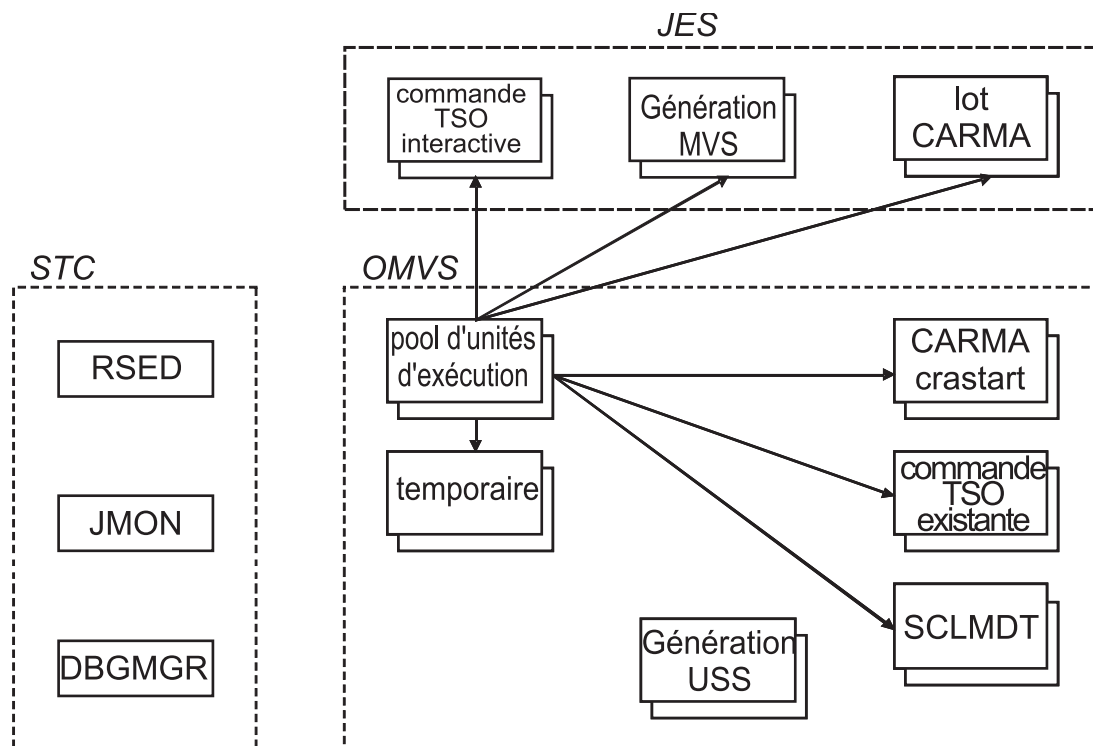 JES
commande
TSO
interactive
Génération
MVS
lot
CARMA
STC
RSED
JMON
DBGMGR
OMVS
pool d'unités
d'exécution
temporaire
CARMA
crastart
commande
TSO
existante
SCLMDT
Génération
USS